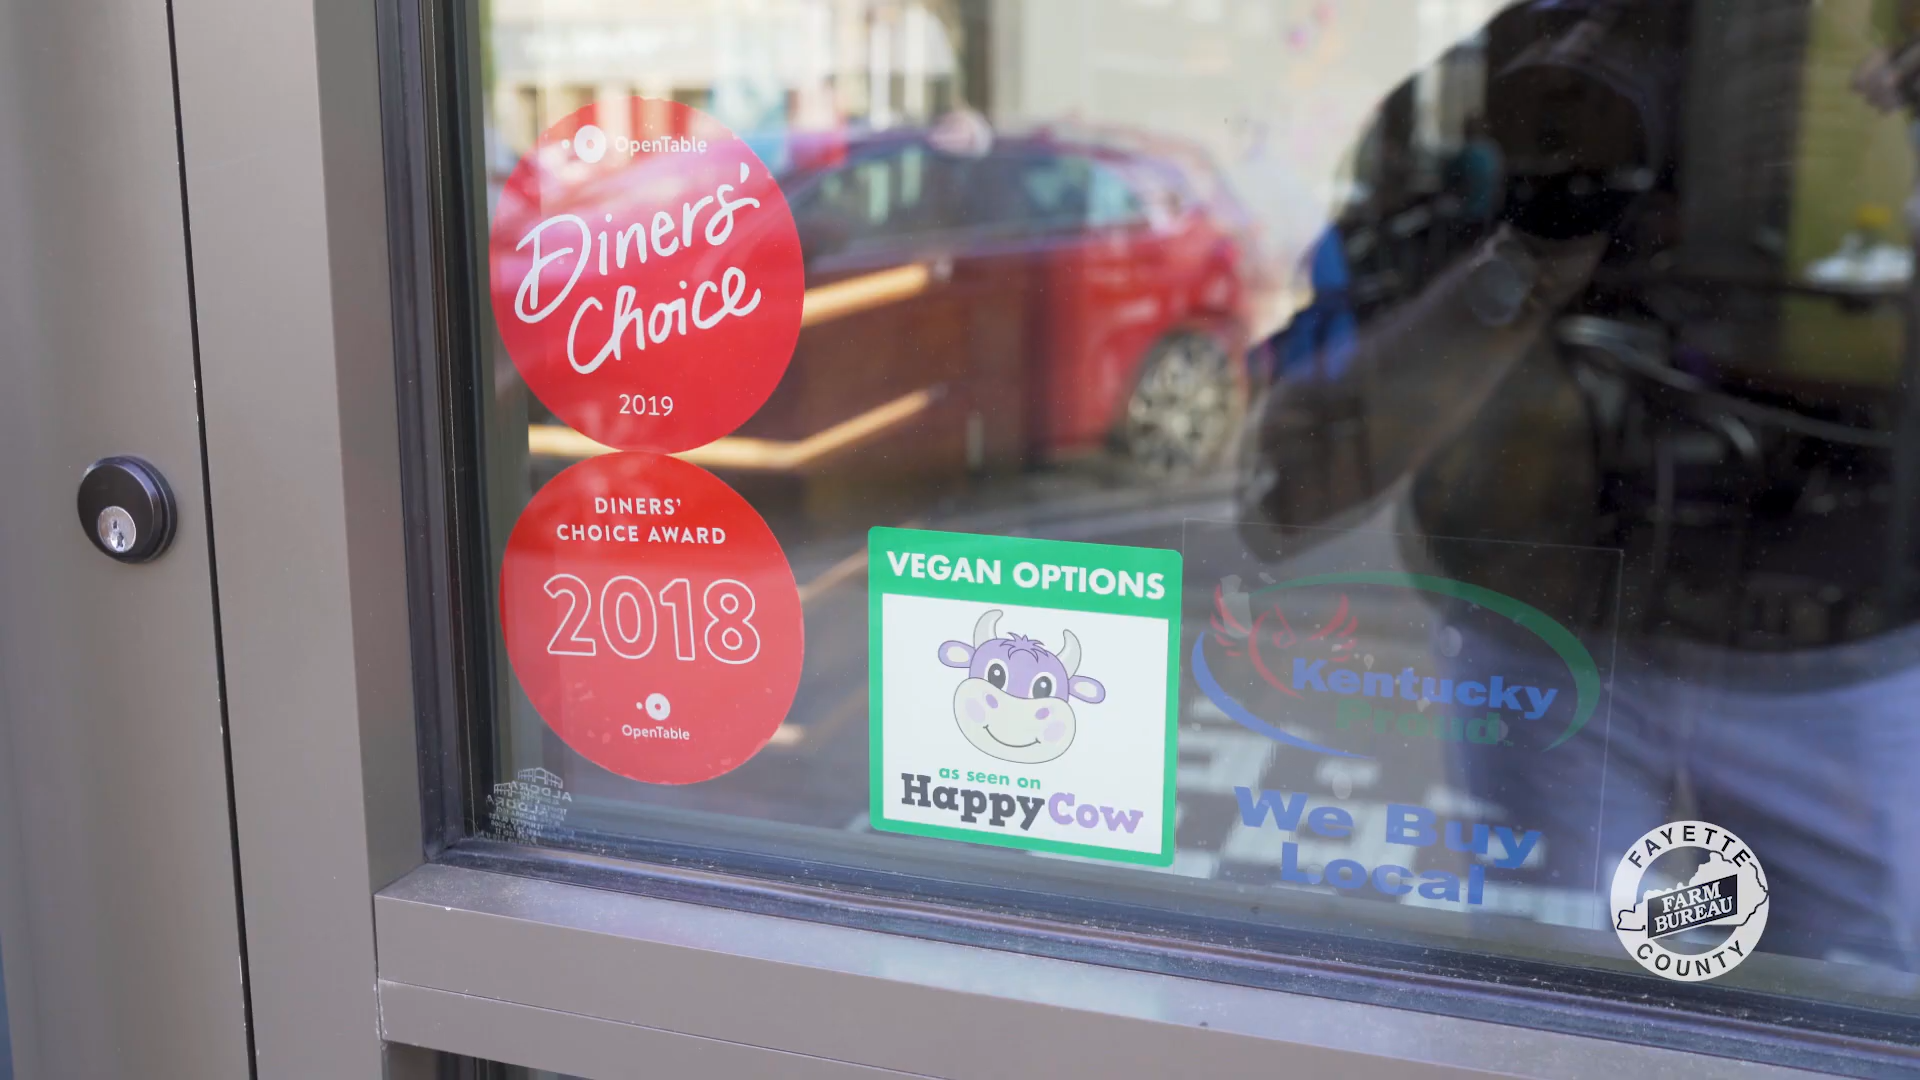 OpenTable
Diners'
Choice
2019
DINERS'
CHOICE AWARD
2018
OpenTable
VEGAN OPTIONS
as seen on
HappyCow
Kentucky
Proud
We Buy
Local
FAYETTE
FARM
BUREAU
COUNTY